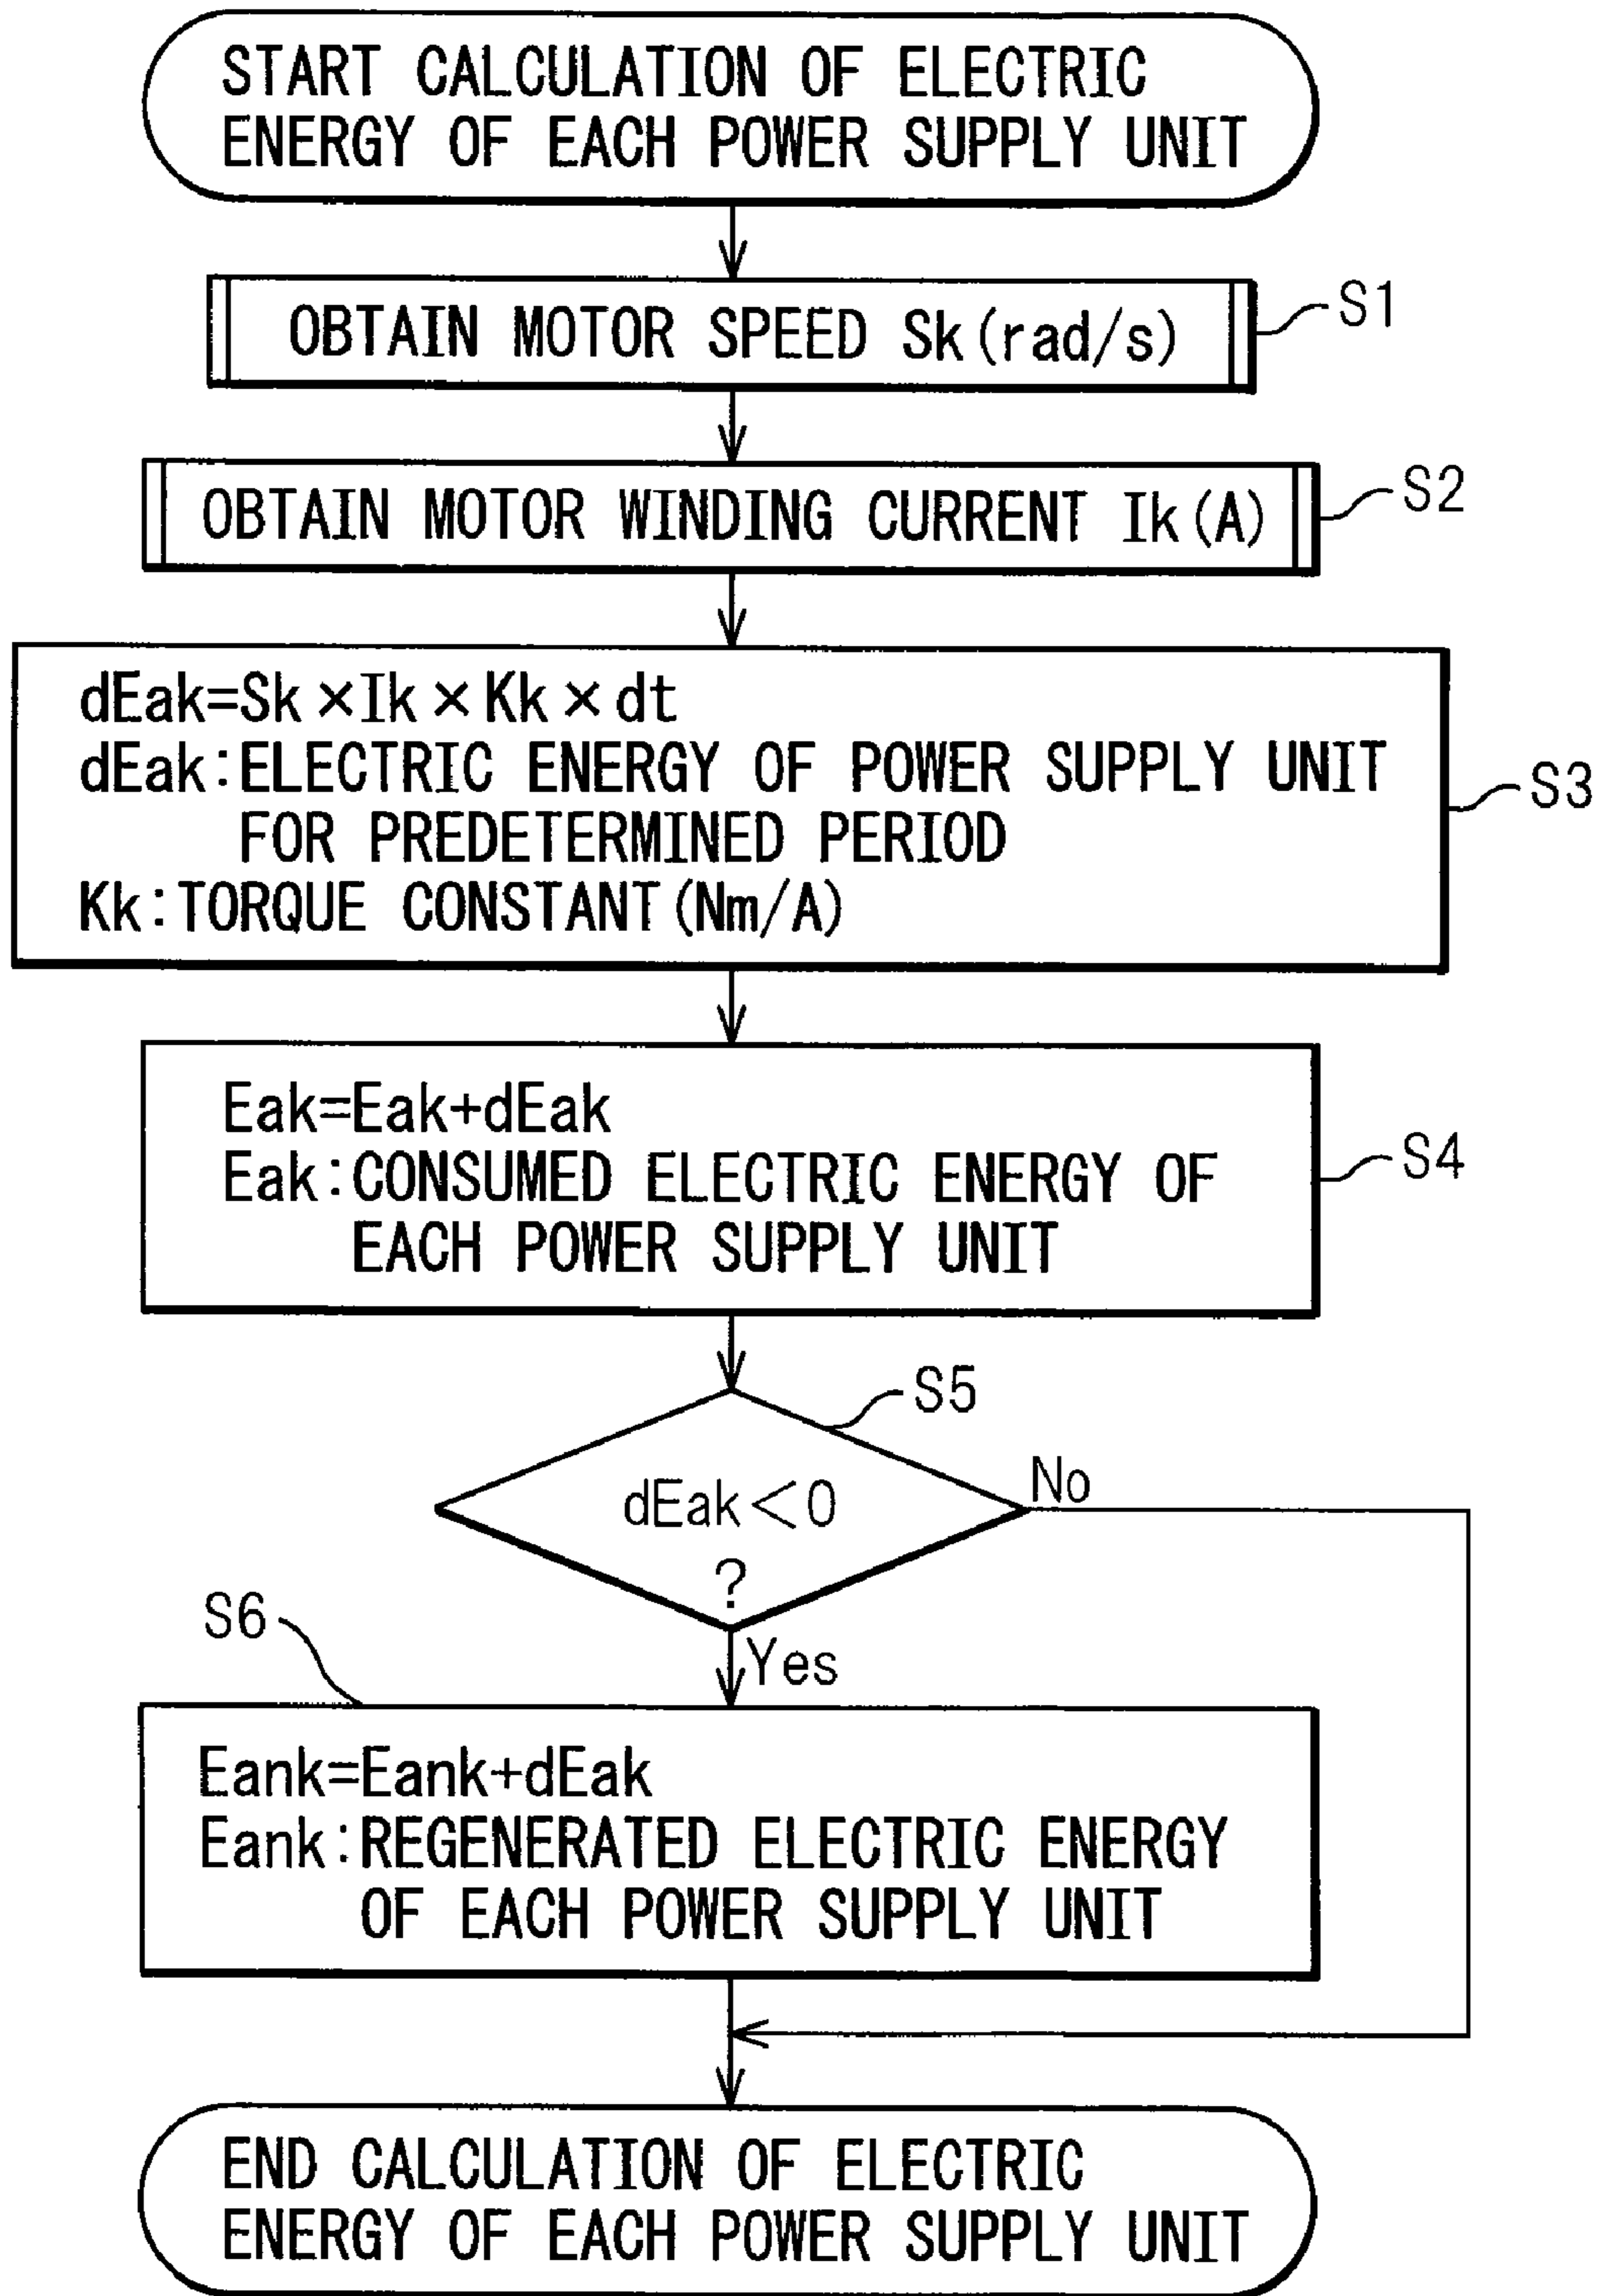 START CALCULATION OF ELECTRIC
ENERGY OF EACH POWER SUPPLY UNIT
OBTAIN MOTOR SPEED Sk(rad/s)
S1
OBTAIN MOTOR WINDING CURRENT Ik(A)
S2
dEak=Sk×Ik×Kk×dt
dEak:ELECTRIC ENERGY OF POWER SUPPLY UNIT
FOR PREDETERMINED PERIOD
Kk:TORQUE CONSTANT(Nm/A)
S3
Eak=Eak+dEak
Eak:CONSUMED ELECTRIC ENERGY OF
EACH POWER SUPPLY UNIT
S4
S5
dEak<0
?
No
Yes
S6
Eank=Eank+dEak
Eank:REGENERATED ELECTRIC ENERGY
OF EACH POWER SUPPLY UNIT
END CALCULATION OF ELECTRIC
ENERGY OF EACH POWER SUPPLY UNIT